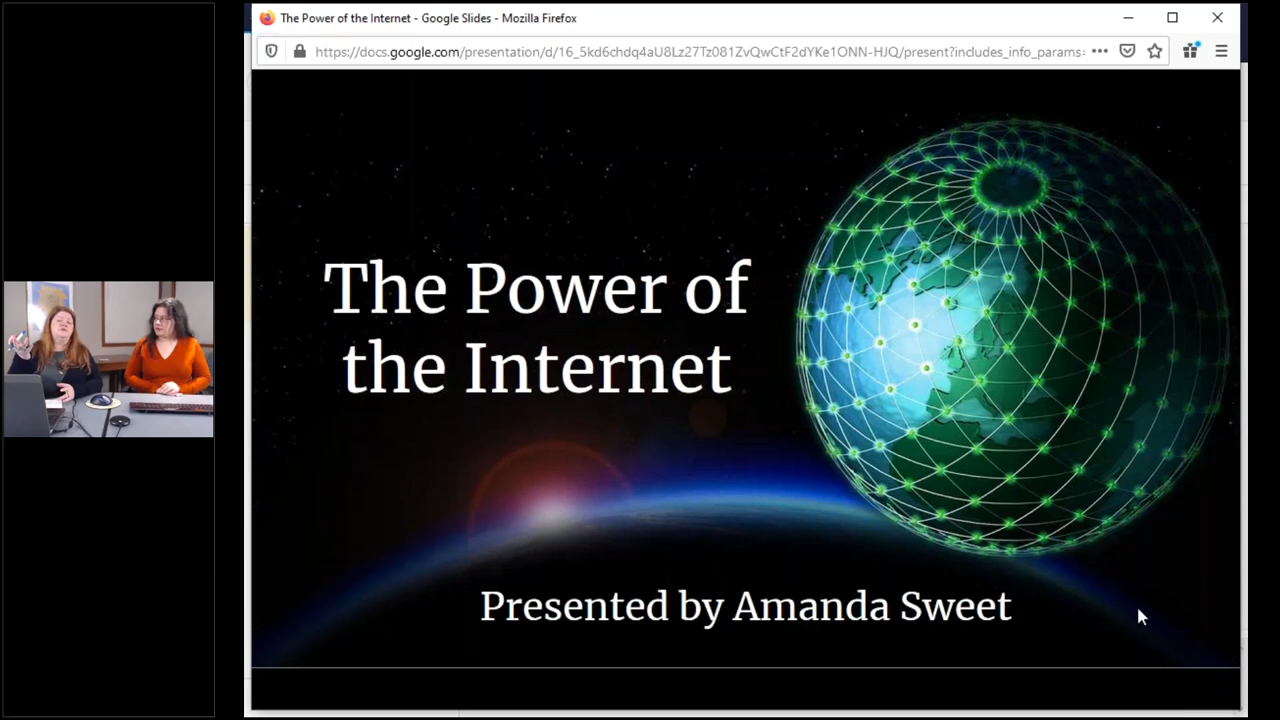 The Power of the Internet - Google Slides - Mozilla Firefox
https://docs.google.com/presentation/d/16_5kd6chdq4aU8Lz27Tz081ZvQwCtF2dYKe1ONN-HJQ/present?includes_info_params=
The Power of
the Internet
Presented by Amanda Sweet